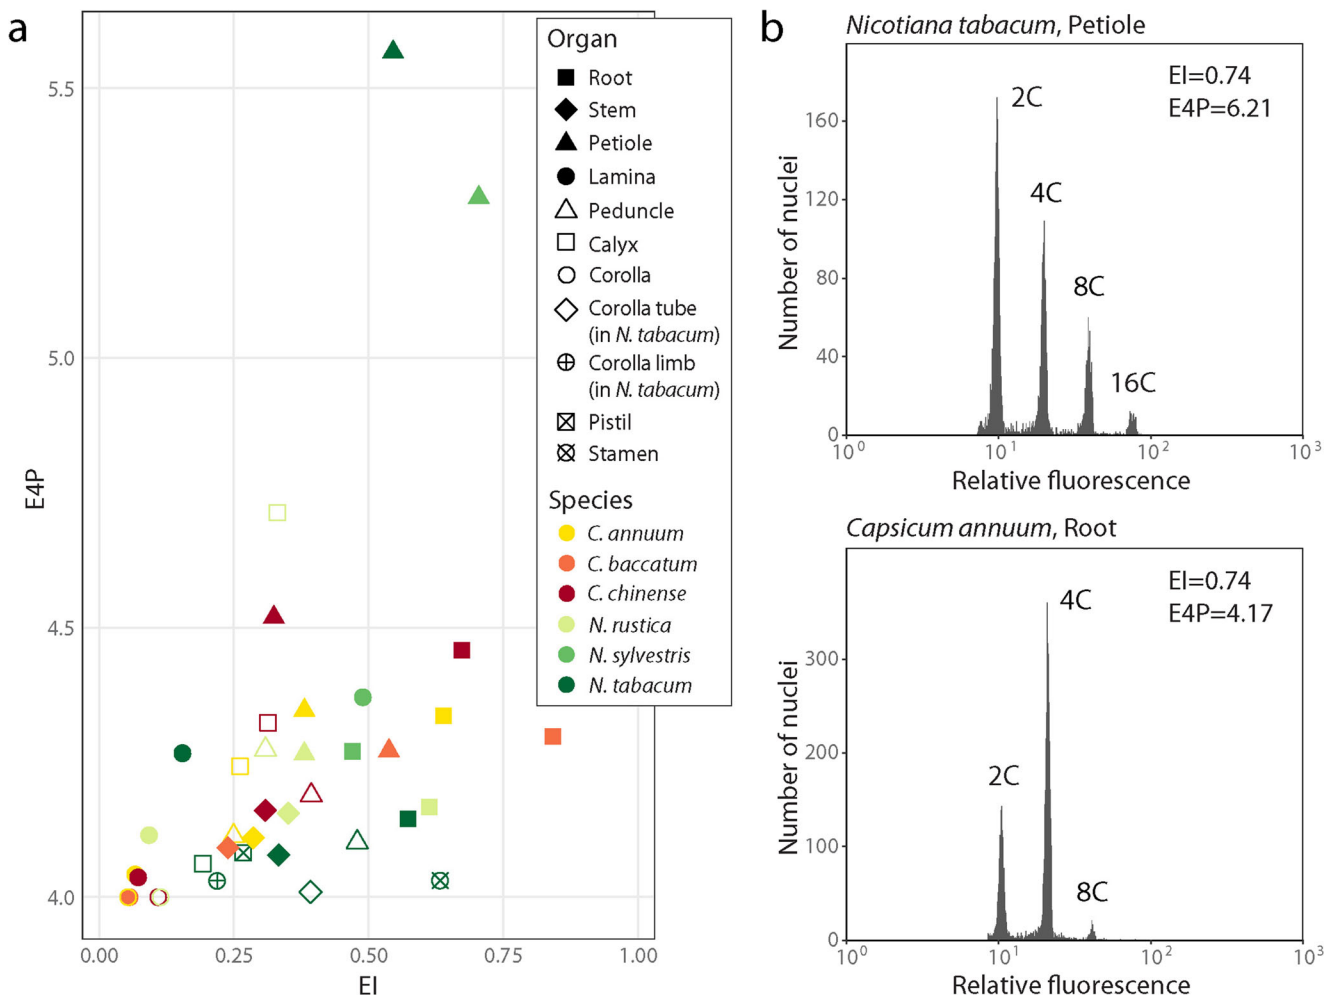 a
5.5
5.0
4.5
4.0
E4P
0.00 0.25 0.50 0.75 1.00
EI
Organ
Root
Stem
Petiole
Lamina
Peduncle
Calyx
Corolla
Corolla tube
(in N. tabacum)
Corolla limb
(in N. tabacum)
Pistil
Stamen
Species
C. annuum
C. baccatum
C. chinense
N. rustica
N. sylvestris
N. tabacum
b
Nicotiana tabacum, Petiole
EI=0.74
E4P=6.21
2C
4C
8C
16C
160
120
80
40
0
Number of nuclei
10⁰ 10¹ 10² 10³
Relative fluorescence
Capsicum annuum, Root
EI=0.74
E4P=4.17
4C
2C
8C
300
200
100
0
Number of nuclei
10⁰ 10¹ 10² 10³
Relative fluorescence